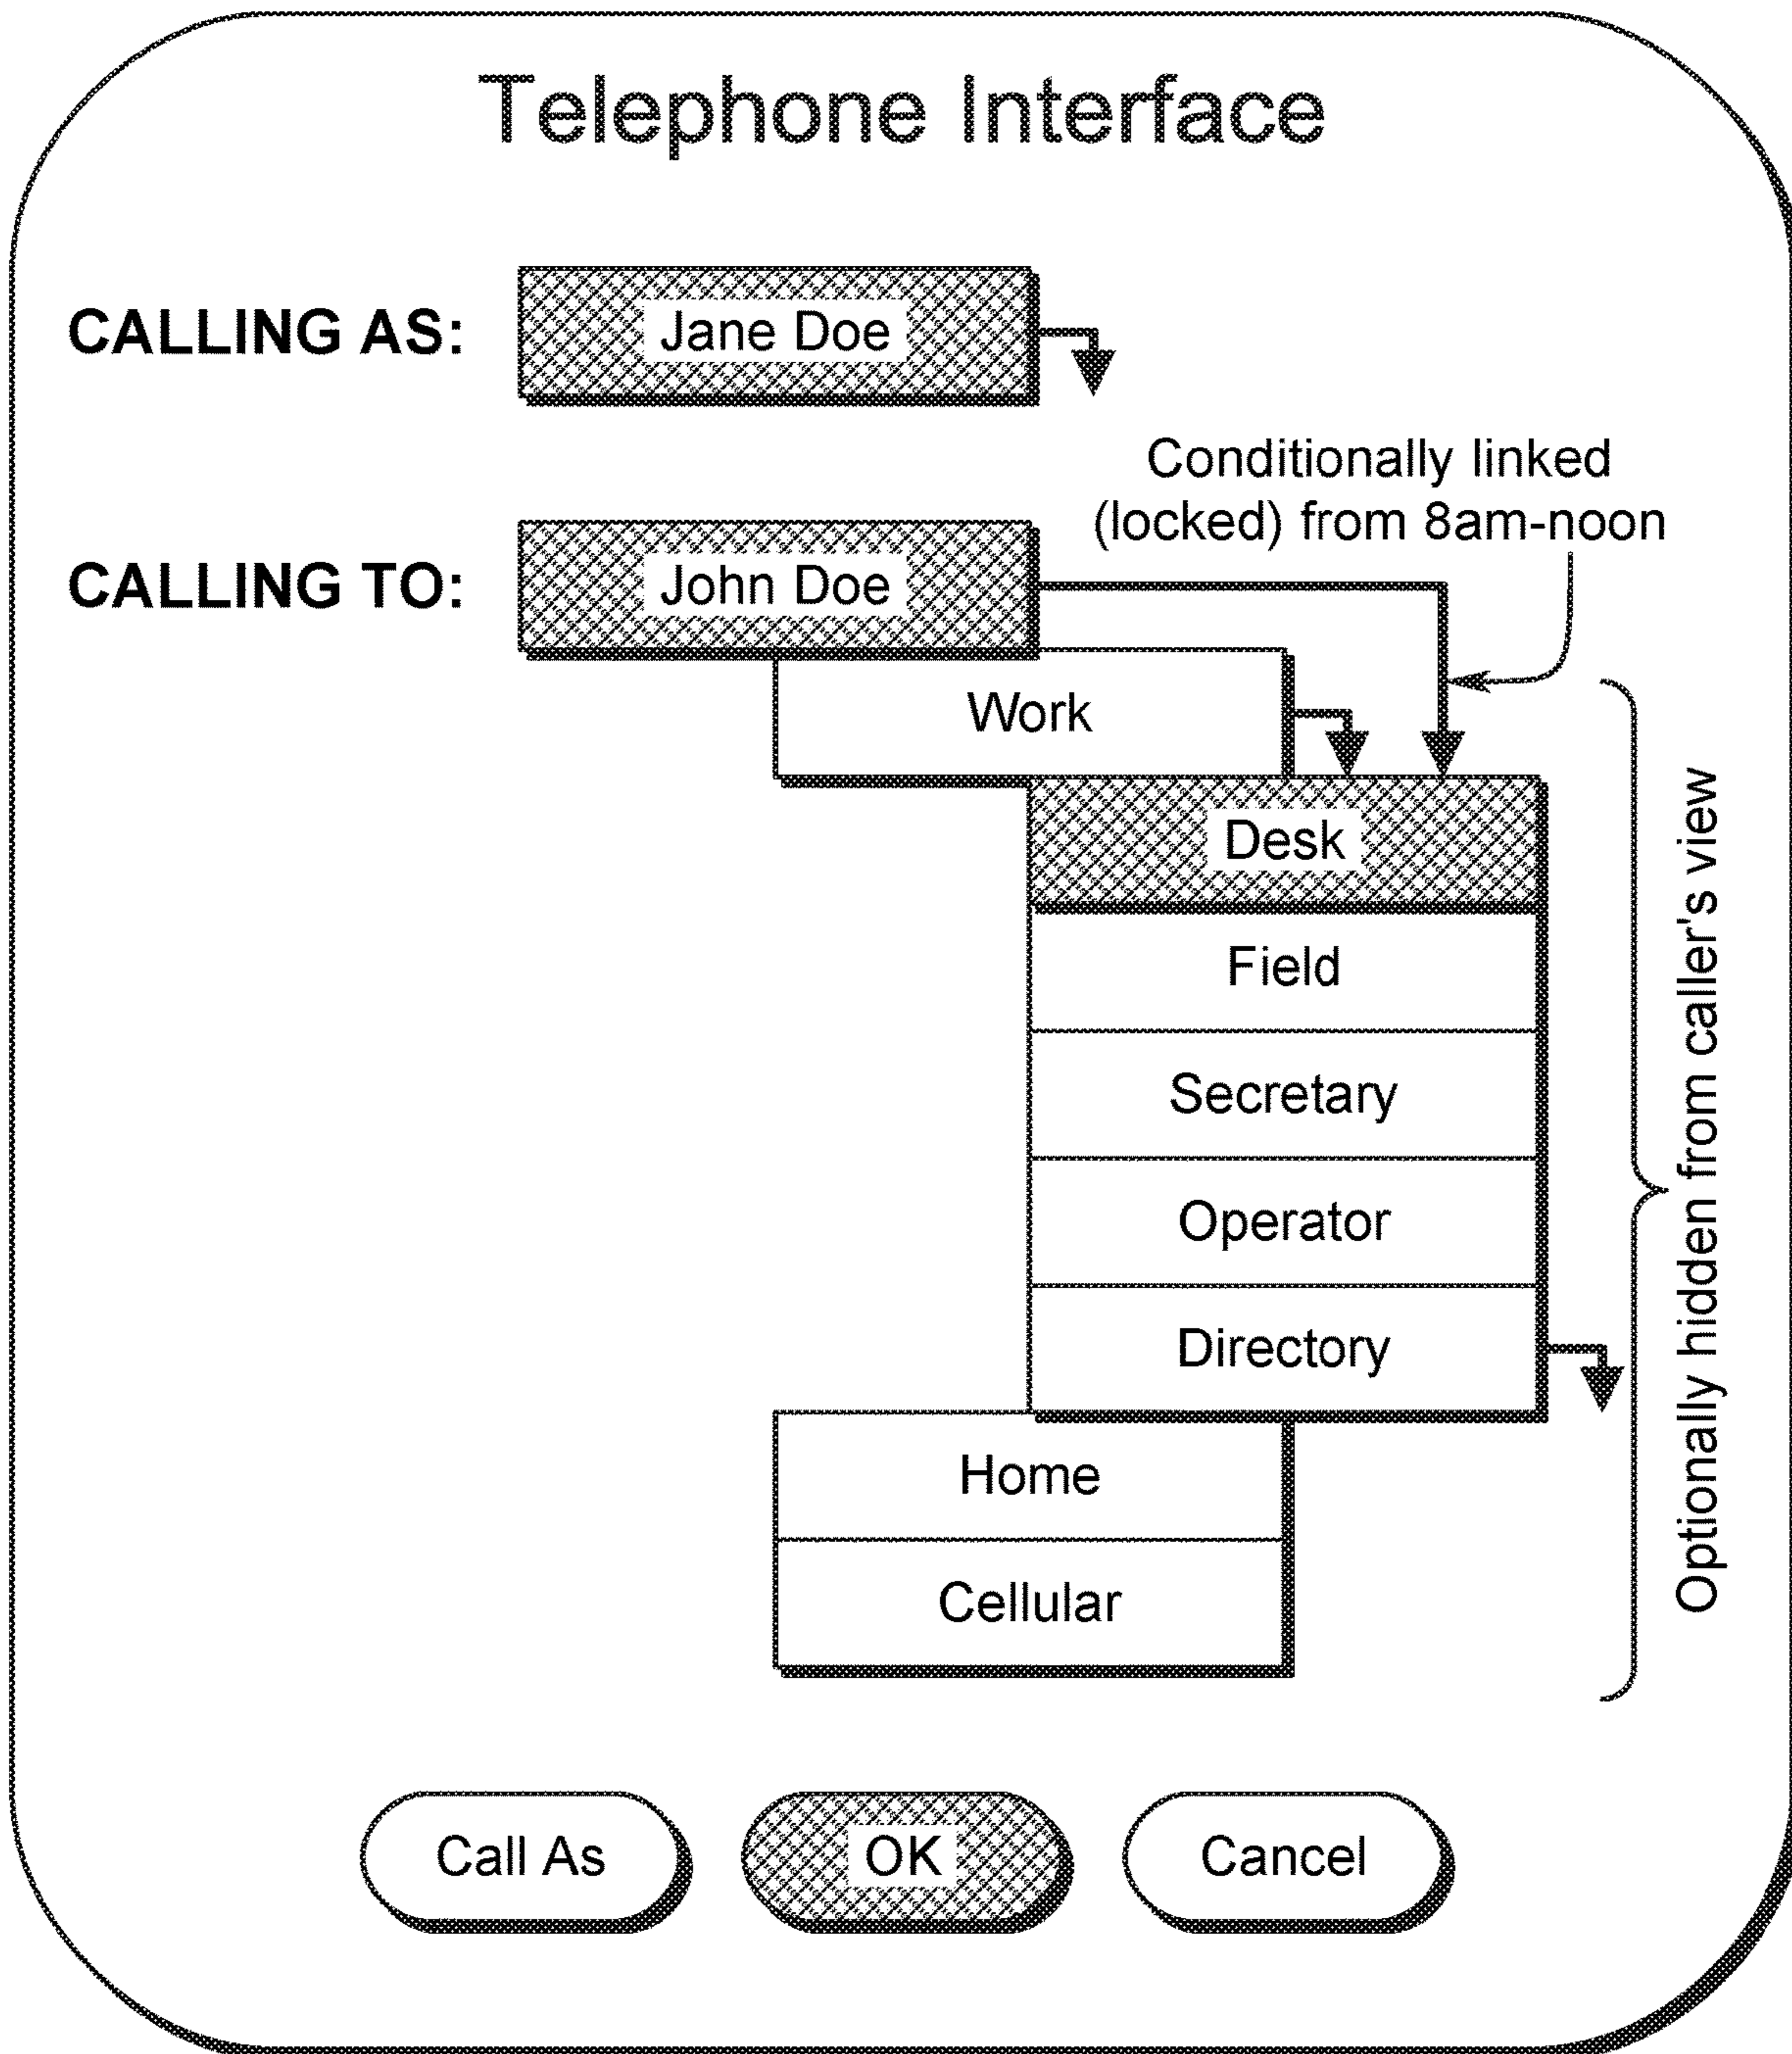 Telephone Interface
CALLING AS:
Jane Doe
Conditionally linked
(locked) from 8am-noon
CALLING TO:
John Doe
Work
Desk
Field
Secretary
Operator
Directory
Home
Cellular
Optionally hidden from caller's view
Call As
OK
Cancel